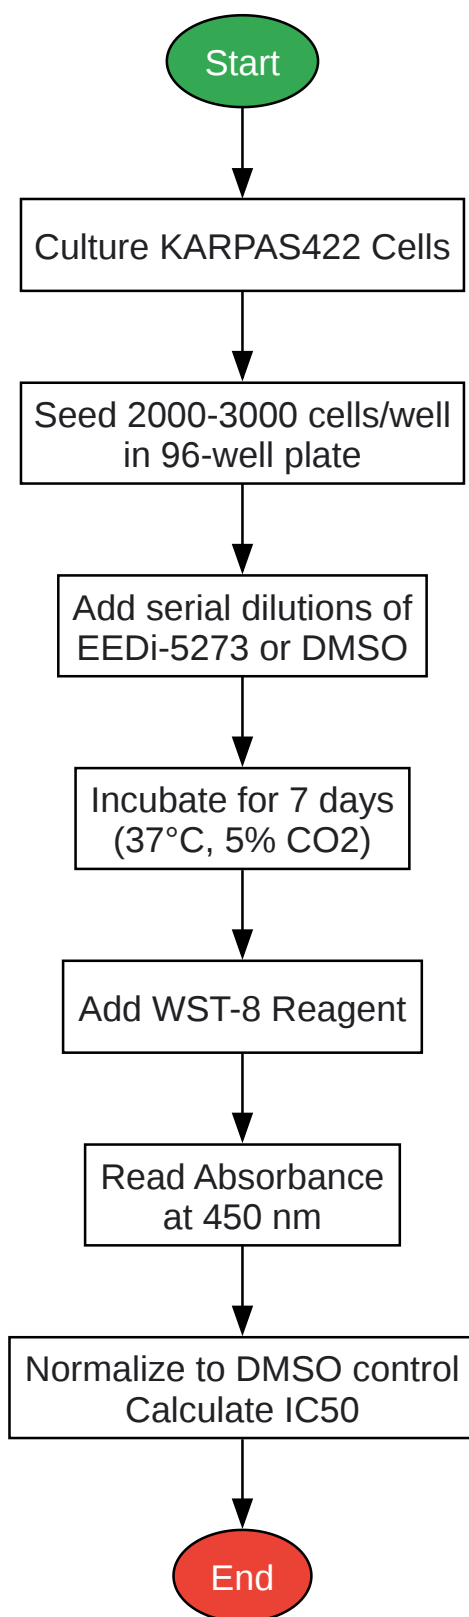 Start
Culture KARPAS422 Cells
Seed 2000-3000 cells/well
in 96-well plate
Add serial dilutions of
EEDi-5273 or DMSO
Incubate for 7 days
(37°C, 5% CO2)
Add WST-8 Reagent
Read Absorbance
at 450 nm
Normalize to DMSO control
Calculate IC50
End